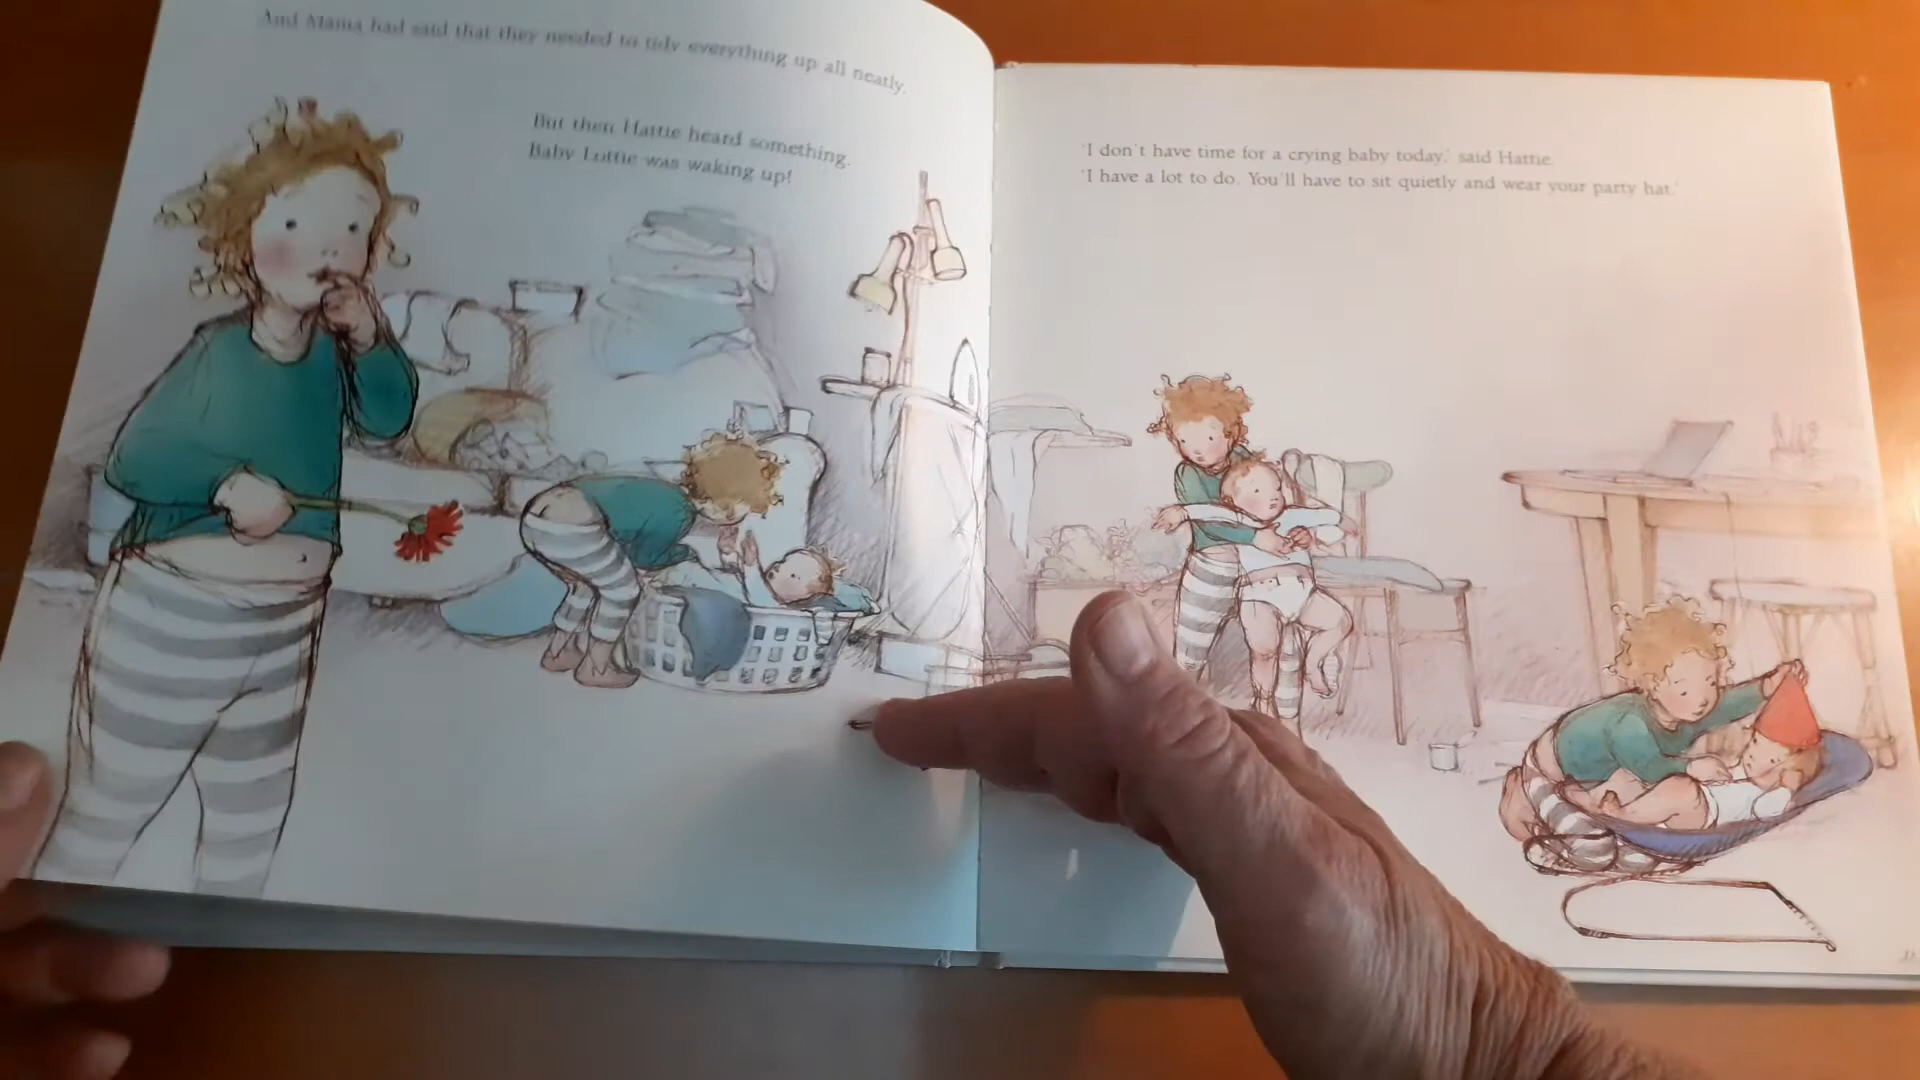 And Mama had said that they needed to tidy everything up all neatly.
But then Hattie heard something.
Baby Lottie was waking up!
'I don't have time for a crying baby today,' said Hattie.
'I have a lot to do. You'll have to sit quietly and wear your party hat.'